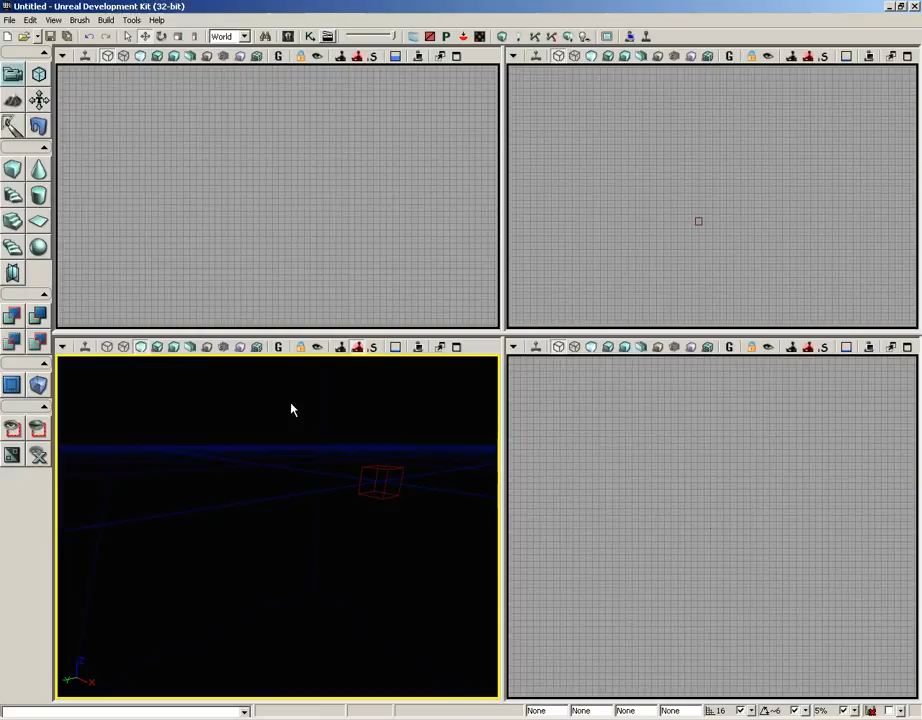 Untitled - Unreal Development Kit (32-bit)
File Edit View Brush Build Tools Help
World
K
P
G
S
G
S
G
S
G
S
Z
Y
X
None
None
None
None
16
~6
5%